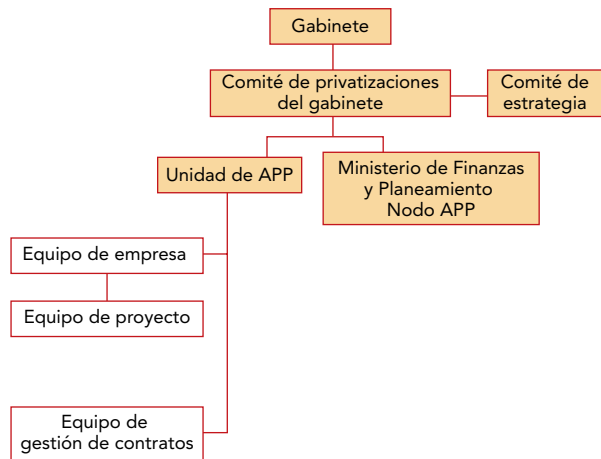 Gabinete
Comité de privatizaciones
del gabinete
Comité de
estrategia
Unidad de APP
Ministerio de Finanzas
y Planeamiento
Nodo APP
Equipo de empresa
Equipo de proyecto
Equipo de
gestión de contratos